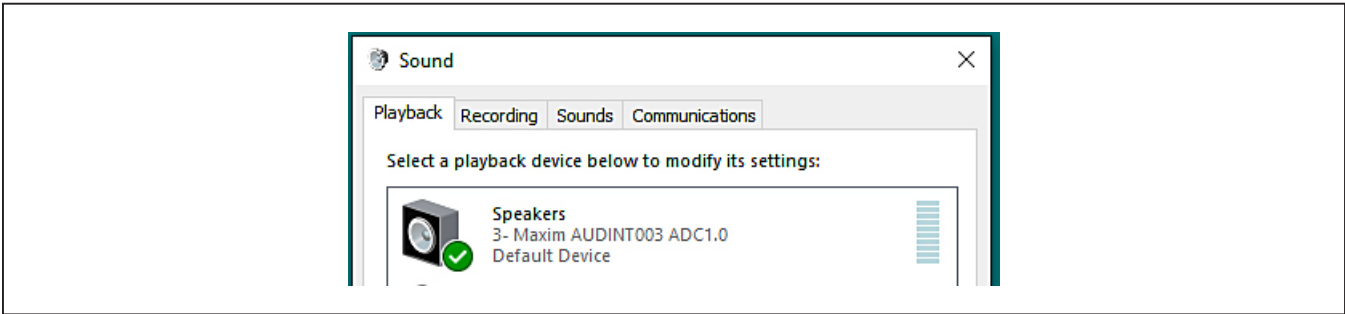 Sound
Playback Recording Sounds Communications
Select a playback device below to modify its settings:
Speakers
3- Maxim AUDINT003 ADC1.0
Default Device